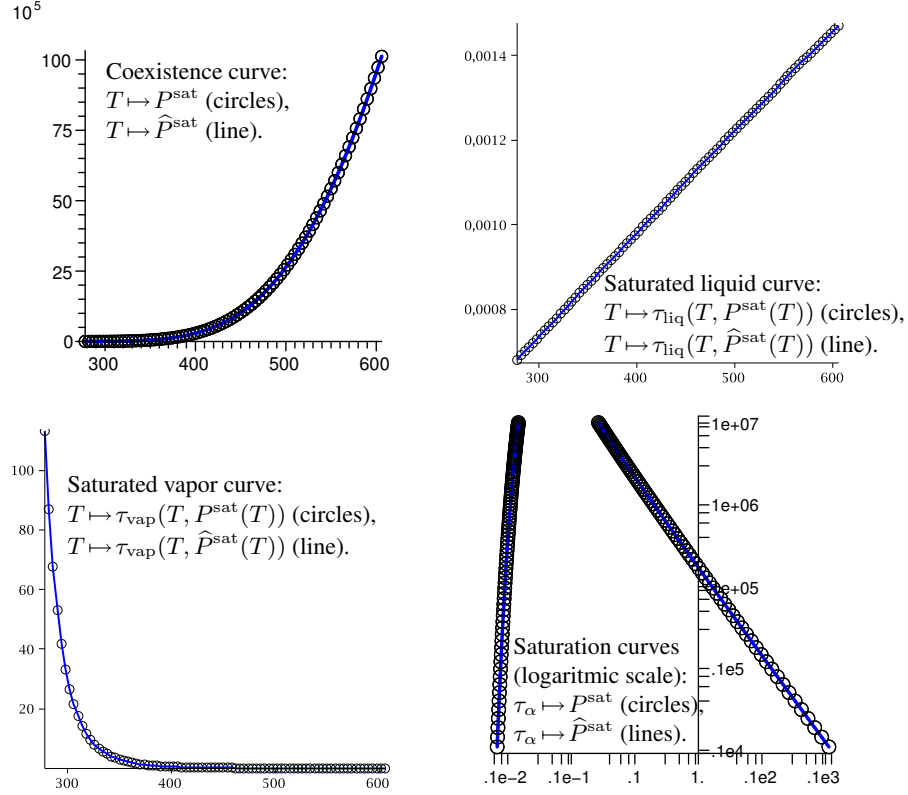 10^5
100
75
50
25
0
300
400
500
600
Coexistence curve:
T ↦ P^sat (circles),
T ↦ P̂^sat (line).
0,0014
0,0012
0,0010
0,0008
300
400
500
600
Saturated liquid curve:
T ↦ τ_liq(T, P^sat(T)) (circles),
T ↦ τ_liq(T, P̂^sat(T)) (line).
100
80
60
40
20
300
400
500
600
Saturated vapor curve:
T ↦ τ_vap(T, P^sat(T)) (circles),
T ↦ τ_vap(T, P̂^sat(T)) (line).
.1e+07
1e+06
.1e5
.1e-2
.1e-1
.1
1.
.1e2
.1e3
Saturation curves
(logaritmic scale):
τ_α ↦ P^sat (circles),
τ_α ↦ P̂^sat (lines).